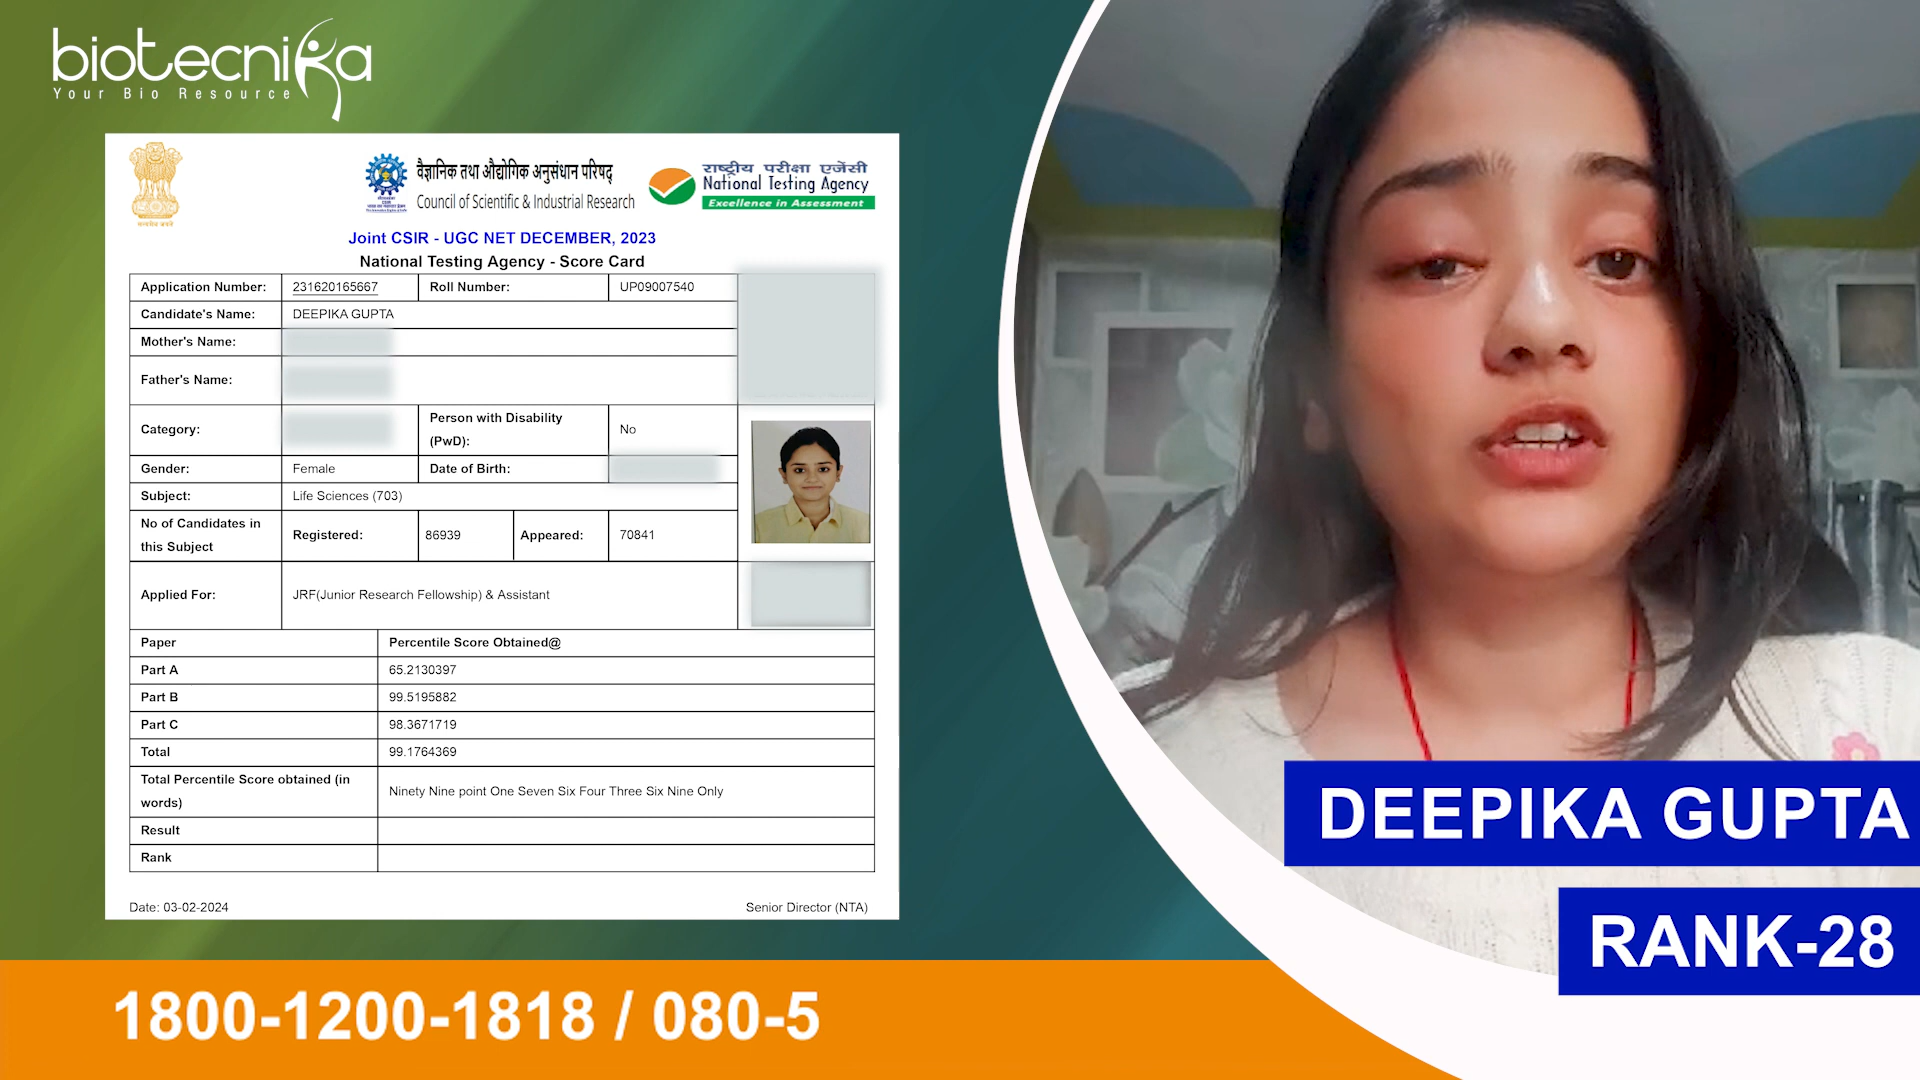 biotecnika
Your Bio Resource
वैज्ञानिक तथा औद्योगिक अनुसंधान परिषद्
Council of Scientific & Industrial Research
राष्ट्रीय परीक्षा एजेंसी
National Testing Agency
Excellence in Assessment
Joint CSIR - UGC NET DECEMBER, 2023
National Testing Agency - Score Card
Application Number: 231620165667 Roll Number: UP09007540
Candidate's Name: DEEPIKA GUPTA
Mother's Name:
Father's Name:
Category: Person with Disability (PwD): No
Gender: Female Date of Birth:
Subject: Life Sciences (703)
No of Candidates in this Subject Registered: 86939 Appeared: 70841
Applied For: JRF(Junior Research Fellowship) & Assistant
Paper Percentile Score Obtained@
Part A 65.2130397
Part B 99.5195882
Part C 98.3671719
Total 99.1764369
Total Percentile Score obtained (in words) Ninety Nine point One Seven Six Four Three Six Nine Only
Result
Rank
Date: 03-02-2024 Senior Director (NTA)
DEEPIKA GUPTA
RANK-28
1800-1200-1818 / 080-5